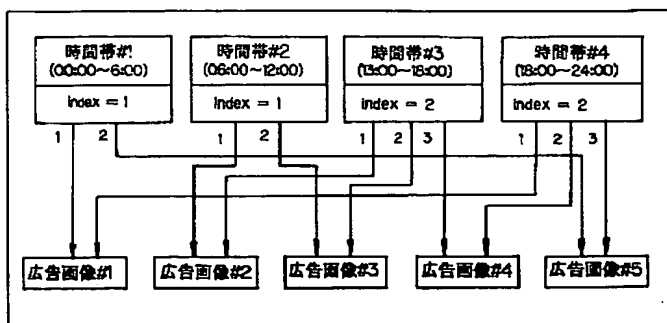 時間帯#1
(00:00~6:00)
Index = 1
時間帯#2
(06:00~12:00)
Index = 1
時間帯#3
(13:00~18:00)
Index = 2
時間帯#4
(18:00~24:00)
Index = 2
1 2 1 2 1 2 3 1 2 3
広告画像#1 広告画像#2 広告画像#3 広告画像#4 広告画像#5